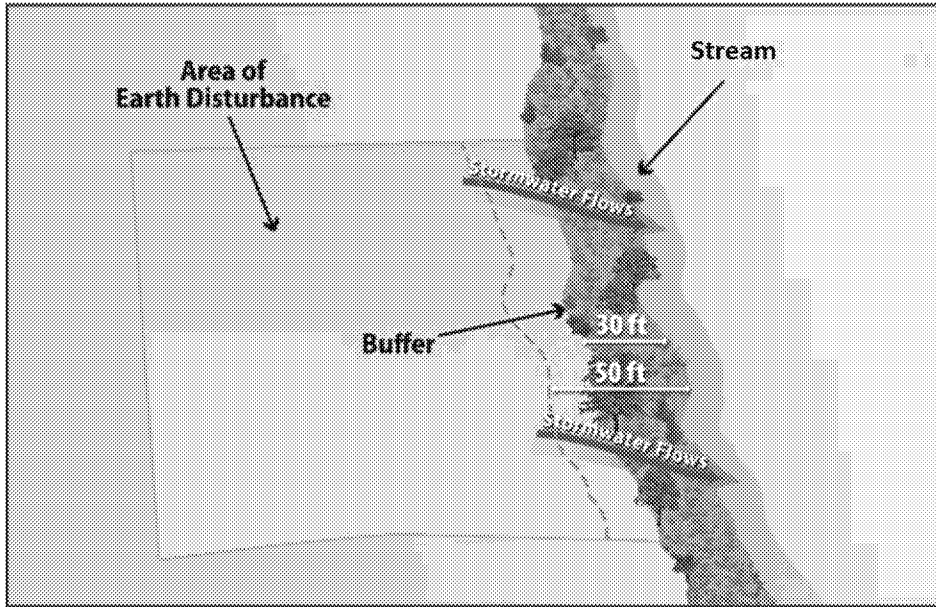 Area of
Earth Disturbance
Stream
Stormwater Flows
Buffer
30 ft
50 ft
Stormwater Flows